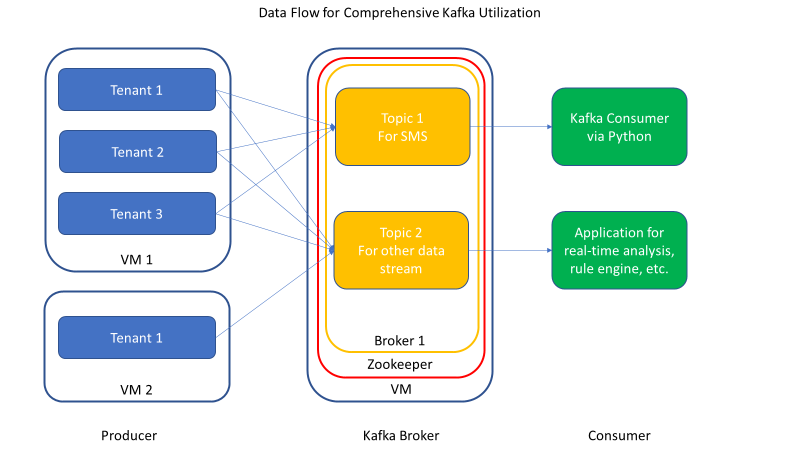 Data Flow for Comprehensive Kafka Utilization
Tenant 1
Tenant 2
Tenant 3
VM 1
Tenant 1
VM 2
Producer
Topic 1
For SMS
Topic 2
For other data
stream
Broker 1
Zookeeper
VM
Kafka Broker
Kafka Consumer
via Python
Application for
real-time analysis,
rule engine, etc.
Consumer